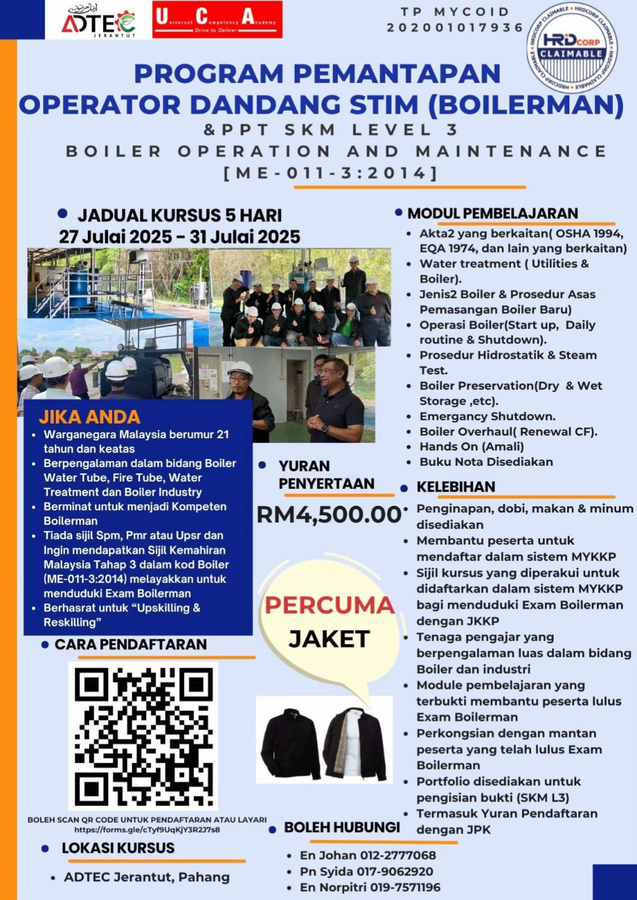 ADTEC
JERANTUT
U C A
Universal Competency Academy
Drive to Deliver
TP MYCOID
202001017936
HRDCORP CLAIMABLE
HRD CORP
CLAIMABLE
PROGRAM PEMANTAPAN
OPERATOR DANDANG STIM (BOILERMAN)
&PPT SKM LEVEL 3
BOILER OPERATION AND MAINTENANCE
[ME-011-3:2014]
• JADUAL KURSUS 5 HARI
27 Julai 2025 - 31 Julai 2025
JIKA ANDA
• Warganegara Malaysia berumur 21
tahun dan keatas
• Berpengalaman dalam bidang Boiler
Water Tube, Fire Tube, Water
Treatment dan Boiler Industry
• Berminat untuk menjadi Kompeten
Boilerman
• Tiada sijil Spm, Pmr atau Upsr dan
Ingin mendapatkan Sijil Kemahiran
Malaysia Tahap 3 dalam kod Boiler
(ME-011-3:2014) melayakkan untuk
menduduki Exam Boilerman
• Berhasrat untuk “Upskilling &
Reskilling”
• YURAN
PENYERTAAN
RM4,500.00
PERCUMA
JAKET
• CARA PENDAFTARAN
BOLEH SCAN QR CODE UNTUK PENDAFTARAN ATAU LAYARI
https://forms.gle/cTyf9UqKjY3R2J7s8
• LOKASI KURSUS
• ADTEC Jerantut, Pahang
• MODUL PEMBELAJARAN
• Akta2 yang berkaitan( OSHA 1994,
EQA 1974, dan lain yang berkaitan)
• Water treatment ( Utilities &
Boiler).
• Jenis2 Boiler & Prosedur Asas
Pemasangan Boiler Baru)
• Operasi Boiler(Start up, Daily
routine & Shutdown).
• Prosedur Hidrostatik & Steam
Test.
• Boiler Preservation(Dry & Wet
Storage ,etc).
• Emergancy Shutdown.
• Boiler Overhaul( Renewal CF).
• Hands On (Amali)
• Buku Nota Disediakan
• KELEBIHAN
• Penginapan, dobi, makan & minum
disediakan
• Membantu peserta untuk
mendaftar dalam sistem MYKKP
• Sijil kursus yang diperakui untuk
didaftarkan dalam sistem MYKKP
bagi menduduki Exam Boilerman
dengan JKKP
• Tenaga pengajar yang
berpengalaman luas dalam bidang
Boiler dan industri
• Module pembelajaran yang
terbukti membantu peserta lulus
Exam Boilerman
• Perkongsian dengan mantan
peserta yang telah lulus Exam
Boilerman
• Portfolio disediakan untuk
pengisian bukti (SKM L3)
• Termasuk Yuran Pendaftaran
dengan JPK
• BOLEH HUBUNGI
• En Johan 012-2777068
• Pn Syida 017-9062920
• En Norpitri 019-7571196